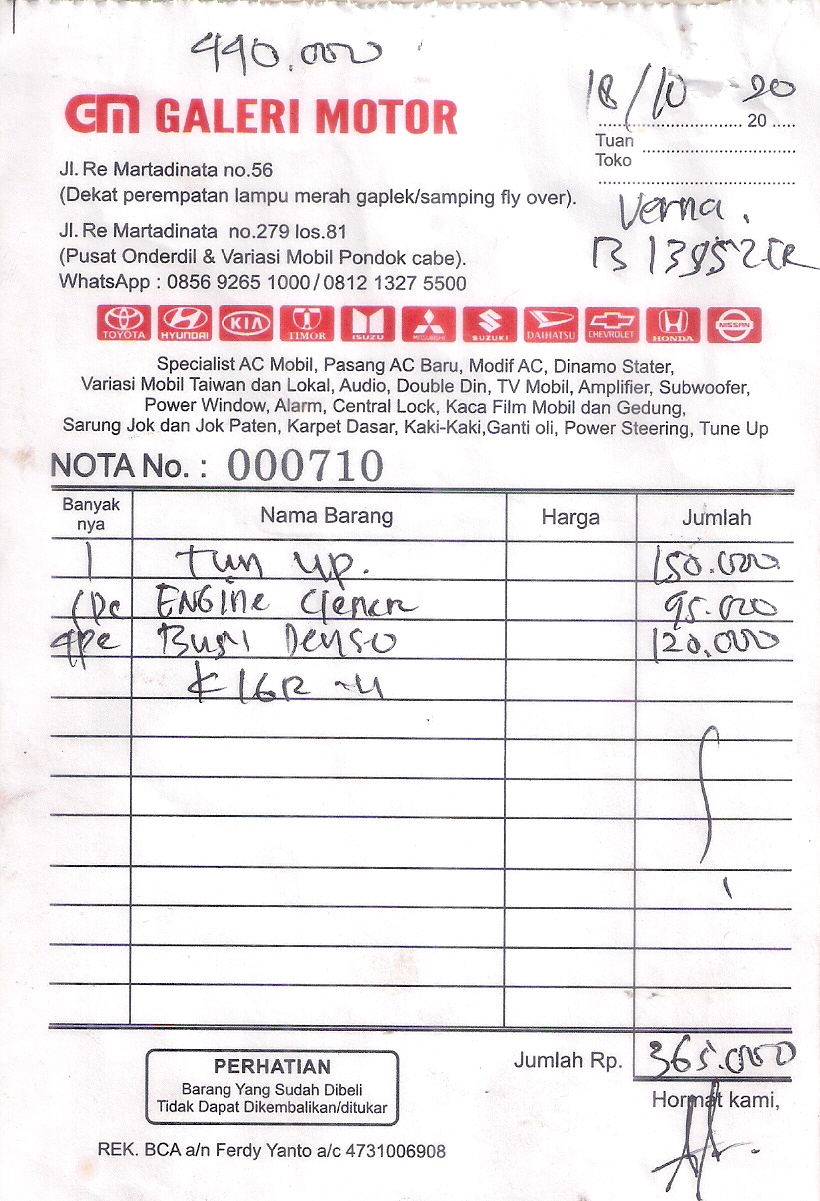 440.000
GM GALERI MOTOR
18/10 2020
Tuan
Toko
Jl. Re Martadinata no.56
(Dekat perempatan lampu merah gaplek/samping fly over).
Verna.
Jl. Re Martadinata no.279 los.81
(Pusat Onderdil & Variasi Mobil Pondok cabe).
WhatsApp : 0856 9265 1000/0812 1327 5500
TOYOTA HYUNDAI KIA TIMOR ISUZU MITSUBISHI SUZUKI DAIHATSU CHEVROLET HONDA NISSAN
Specialist AC Mobil, Pasang AC Baru, Modif AC, Dinamo Stater,
Variasi Mobil Taiwan dan Lokal, Audio, Double Din, TV Mobil, Amplifier, Subwoofer,
Power Window, Alarm, Central Lock, Kaca Film Mobil dan Gedung,
Sarung Jok dan Jok Paten, Karpet Dasar, Kaki-Kaki,Ganti oli, Power Steering, Tune Up
NOTA No. : 000710
Banyak nya Nama Barang Harga Jumlah
1 Tun up. 150.000
1Pc ENGINE Clener 95.000
4Pc Busi Denso 120.000
K16R-U
Jumlah Rp. 365.000
PERHATIAN
Barang Yang Sudah Dibeli
Tidak Dapat Dikembalikan/ditukar
Hormat kami,
REK. BCA a/n Ferdy Yanto a/c 4731006908